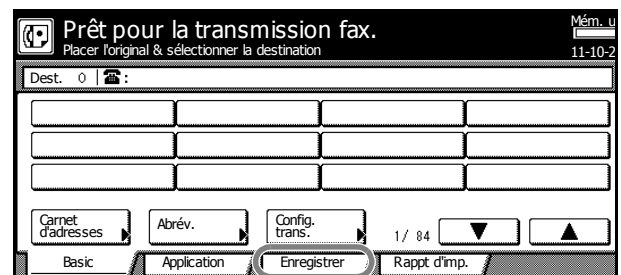 Prêt pour la transmission fax.
Mém. u
Placer l'original & sélectionner la destination
11-10-2
Dest. 0 ☎:
Carnet d'adresses
Abrév.
Config. trans.
1/ 84
Basic
Application
Enregistrer
Rappt d'imp.